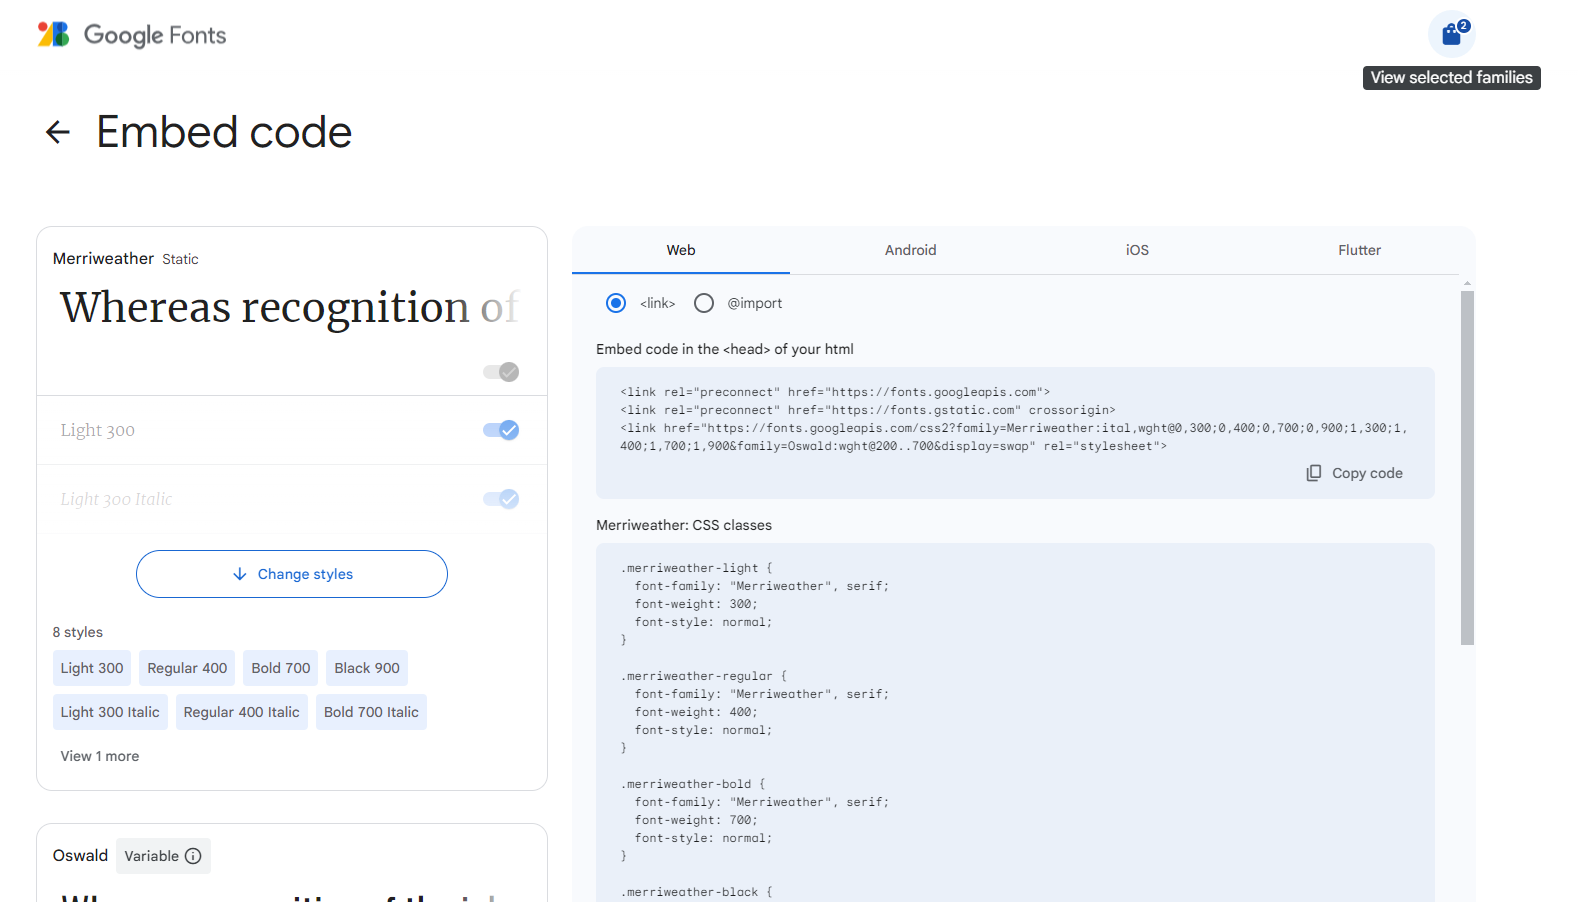 Google Fonts
2
View selected families
Embed code
Merriweather Static
Whereas recognition of
Light 300
Light 300 Italic
Change styles
8 styles
Light 300 Regular 400 Bold 700 Black 900
Light 300 Italic Regular 400 Italic Bold 700 Italic
View 1 more
Oswald Variable
Web Android iOS Flutter
<link> @import
Embed code in the <head> of your html
<link rel="preconnect" href="https://fonts.googleapis.com">
<link rel="preconnect" href="https://fonts.gstatic.com" crossorigin>
<link href="https://fonts.googleapis.com/css2?family=Merriweather:ital,wght@0,300;0,400;0,700;0,900;1,300;1,
400;1,700;1,900&family=Oswald:wght@200..700&display=swap" rel="stylesheet">
Copy code
Merriweather: CSS classes
.merriweather-light {
font-family: "Merriweather", serif;
font-weight: 300;
font-style: normal;
}
.merriweather-regular {
font-family: "Merriweather", serif;
font-weight: 400;
font-style: normal;
}
.merriweather-bold {
font-family: "Merriweather", serif;
font-weight: 700;
font-style: normal;
}
.merriweather-black {